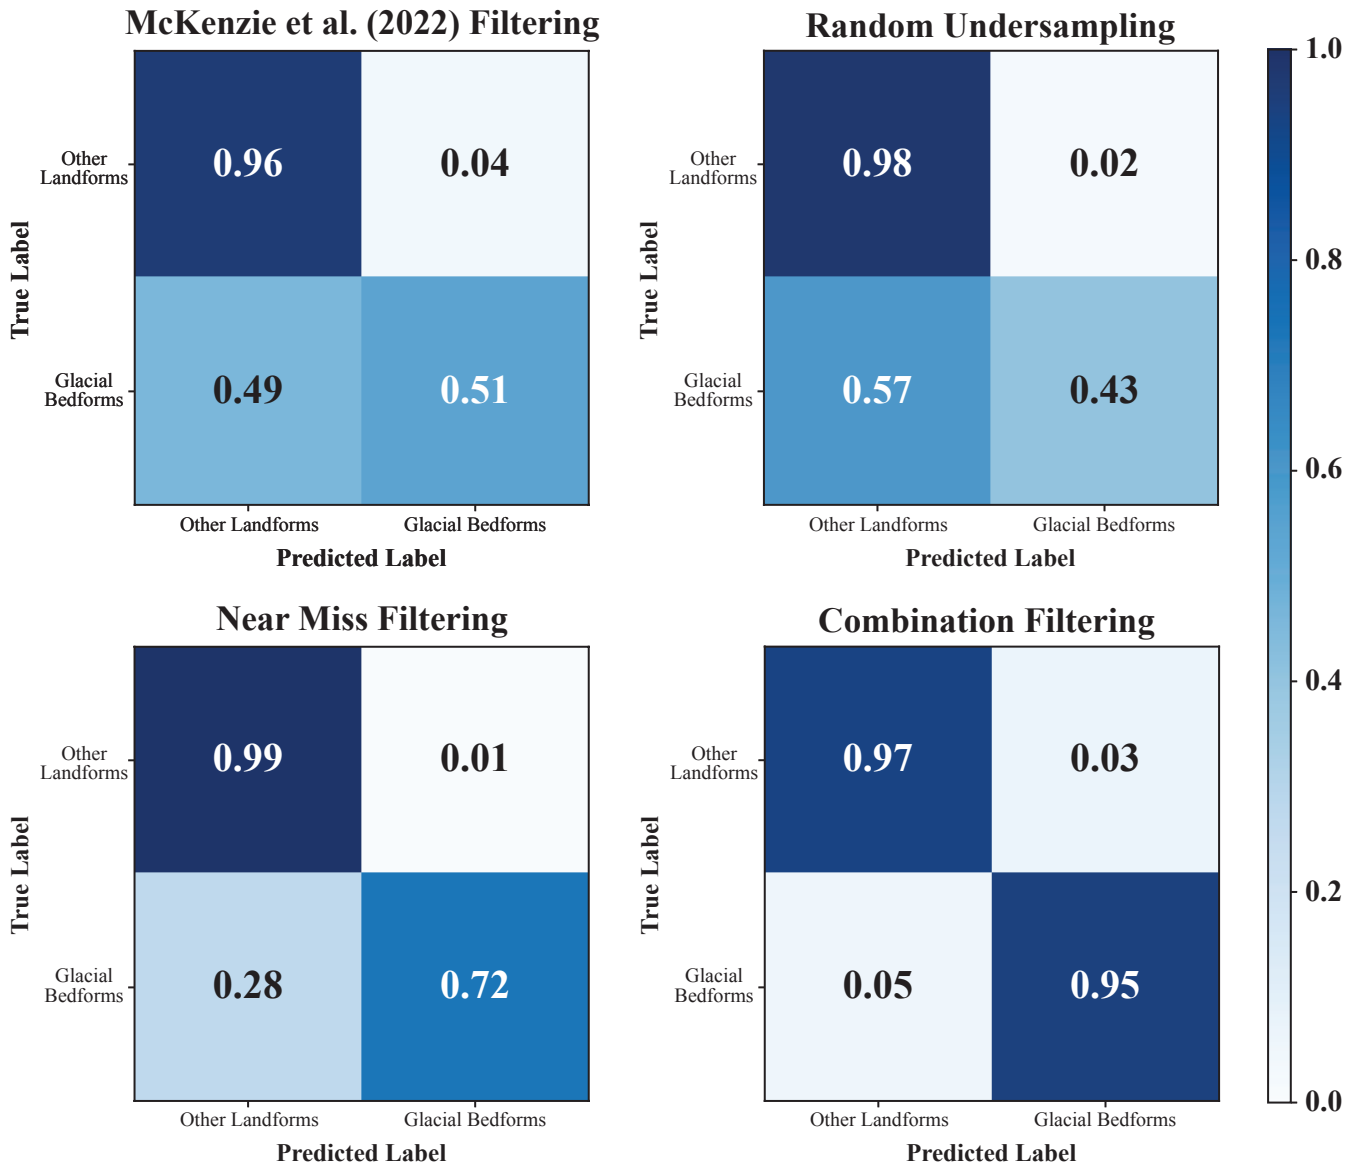 McKenzie et al. (2022) Filtering
True Label
Other
Landforms
0.96
0.04
Glacial
Bedforms
0.49
0.51
Other Landforms
Glacial Bedforms
Predicted Label
Random Undersampling
True Label
Other
Landforms
0.98
0.02
Glacial
Bedforms
0.57
0.43
Other Landforms
Glacial Bedforms
Predicted Label
Near Miss Filtering
True Label
Other
Landforms
0.99
0.01
Glacial
Bedforms
0.28
0.72
Other Landforms
Glacial Bedforms
Predicted Label
Combination Filtering
True Label
Other
Landforms
0.97
0.03
Glacial
Bedforms
0.05
0.95
Other Landforms
Glacial Bedforms
Predicted Label
1.0
0.8
0.6
0.4
0.2
0.0